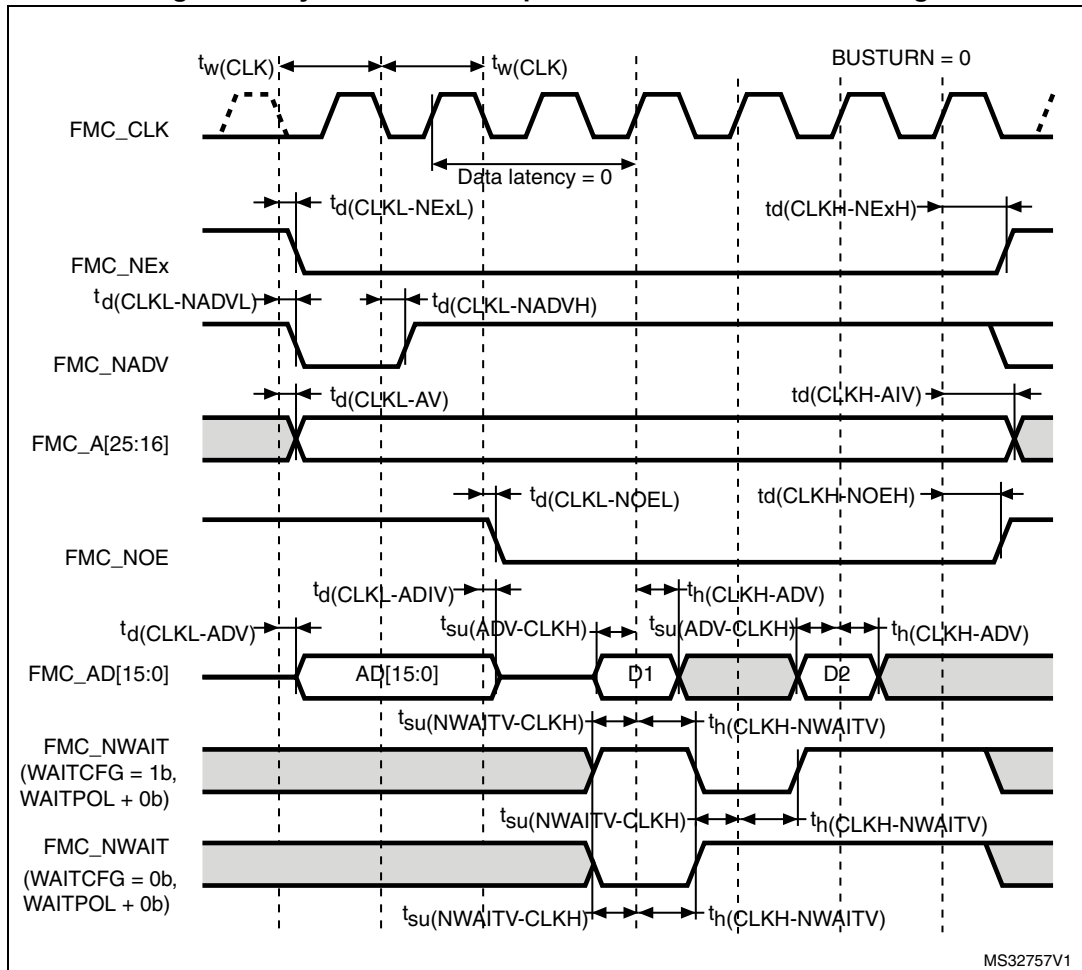 tw(CLK) tw(CLK) BUSTURN = 0
FMC_CLK
Data latency = 0
td(CLKL-NExL) td(CLKH-NExH)
FMC_NEx
td(CLKL-NADVL) td(CLKL-NADVH)
FMC_NADV
td(CLKL-AV) td(CLKH-AIV)
FMC_A[25:16]
td(CLKL-NOEL) td(CLKH-NOEH)
FMC_NOE
td(CLKL-ADIV) th(CLKH-ADV)
td(CLKL-ADV) tsu(ADV-CLKH) tsu(ADV-CLKH) th(CLKH-ADV)
FMC_AD[15:0] AD[15:0] D1 D2
tsu(NWAITV-CLKH) th(CLKH-NWAITV)
FMC_NWAIT
(WAITCFG = 1b,
WAITPOL + 0b)
tsu(NWAITV-CLKH) th(CLKH-NWAITV)
FMC_NWAIT
(WAITCFG = 0b,
WAITPOL + 0b)
tsu(NWAITV-CLKH) th(CLKH-NWAITV)
MS32757V1